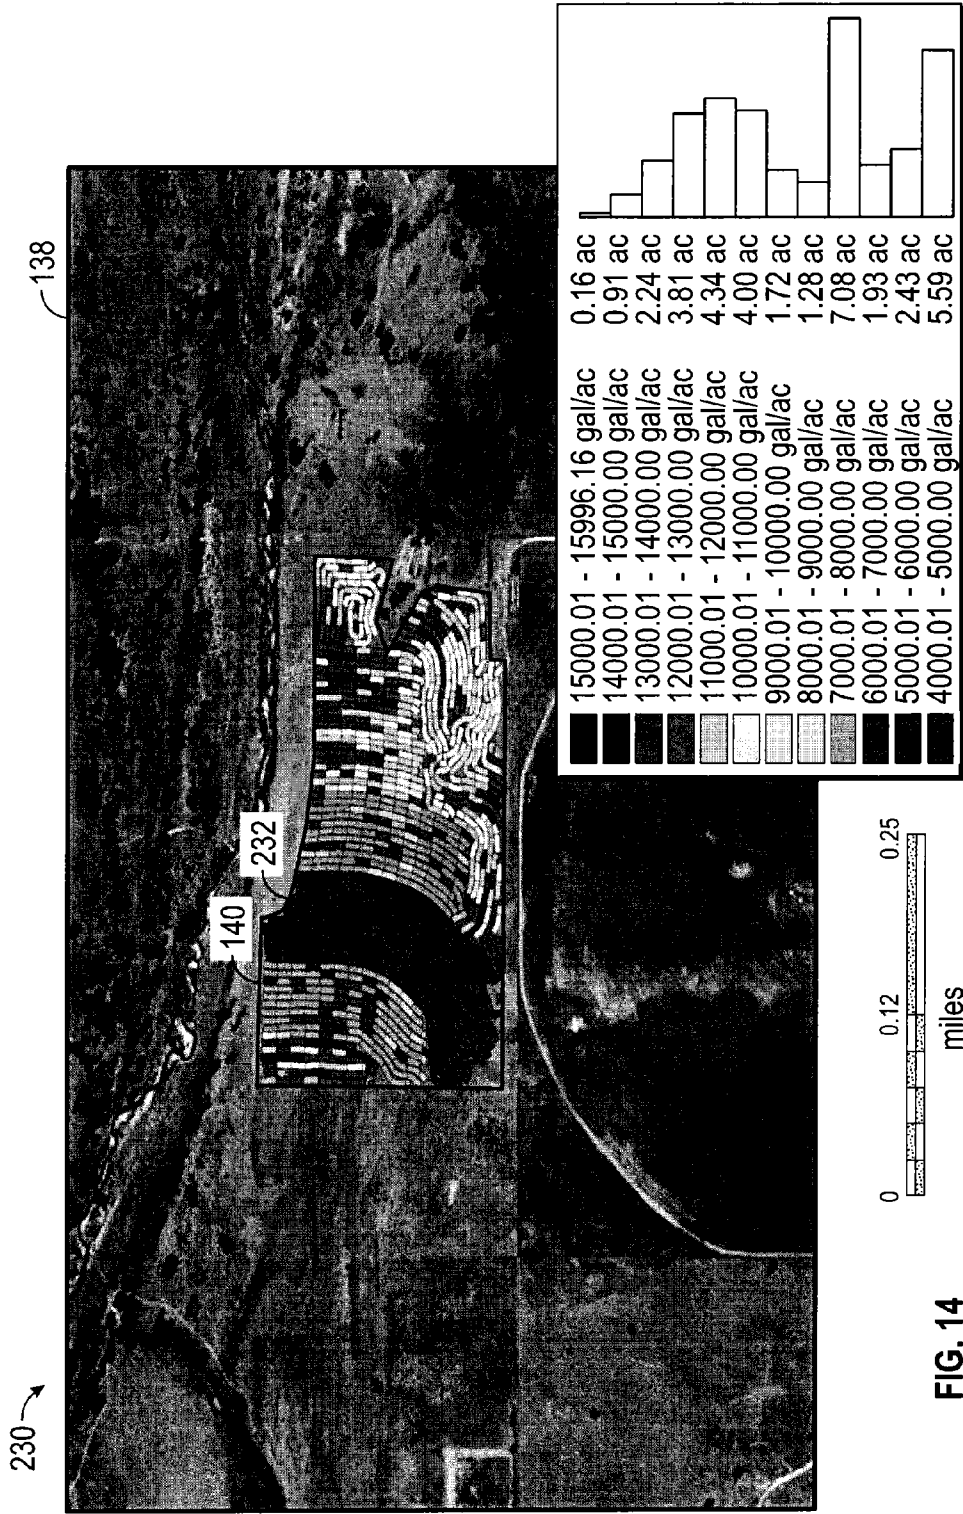 230
138
140
232
15000.01 - 15996.16 gal/ac 0.16 ac
14000.01 - 15000.00 gal/ac 0.91 ac
13000.01 - 14000.00 gal/ac 2.24 ac
12000.01 - 13000.00 gal/ac 3.81 ac
11000.01 - 12000.00 gal/ac 4.34 ac
10000.01 - 11000.00 gal/ac 4.00 ac
9000.01 - 10000.00 gal/ac 1.72 ac
8000.01 - 9000.00 gal/ac 1.28 ac
7000.01 - 8000.00 gal/ac 7.08 ac
6000.01 - 7000.00 gal/ac 1.93 ac
5000.01 - 6000.00 gal/ac 2.43 ac
4000.01 - 5000.00 gal/ac 5.59 ac
0 0.12 0.25
miles
FIG. 14